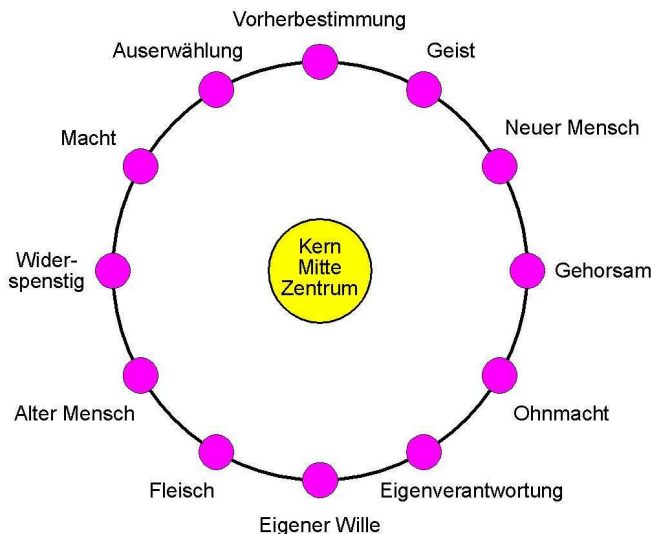 Vorherbestimmung
Auserwählung
Geist
Macht
Neuer Mensch
Wider-
spenstig
Kern
Mitte
Zentrum
Gehorsam
Alter Mensch
Ohnmacht
Fleisch
Eigenverantwortung
Eigener Wille